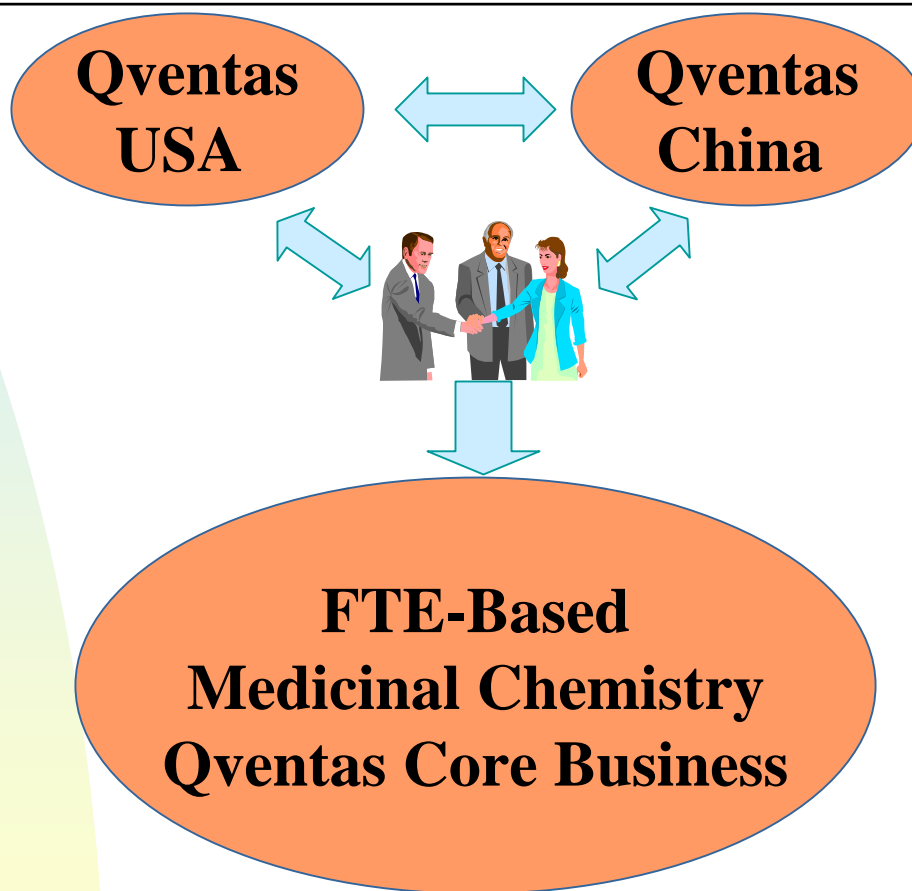 Qventas
USA
Qventas
China
FTE-Based
Medicinal Chemistry
Qventas Core Business